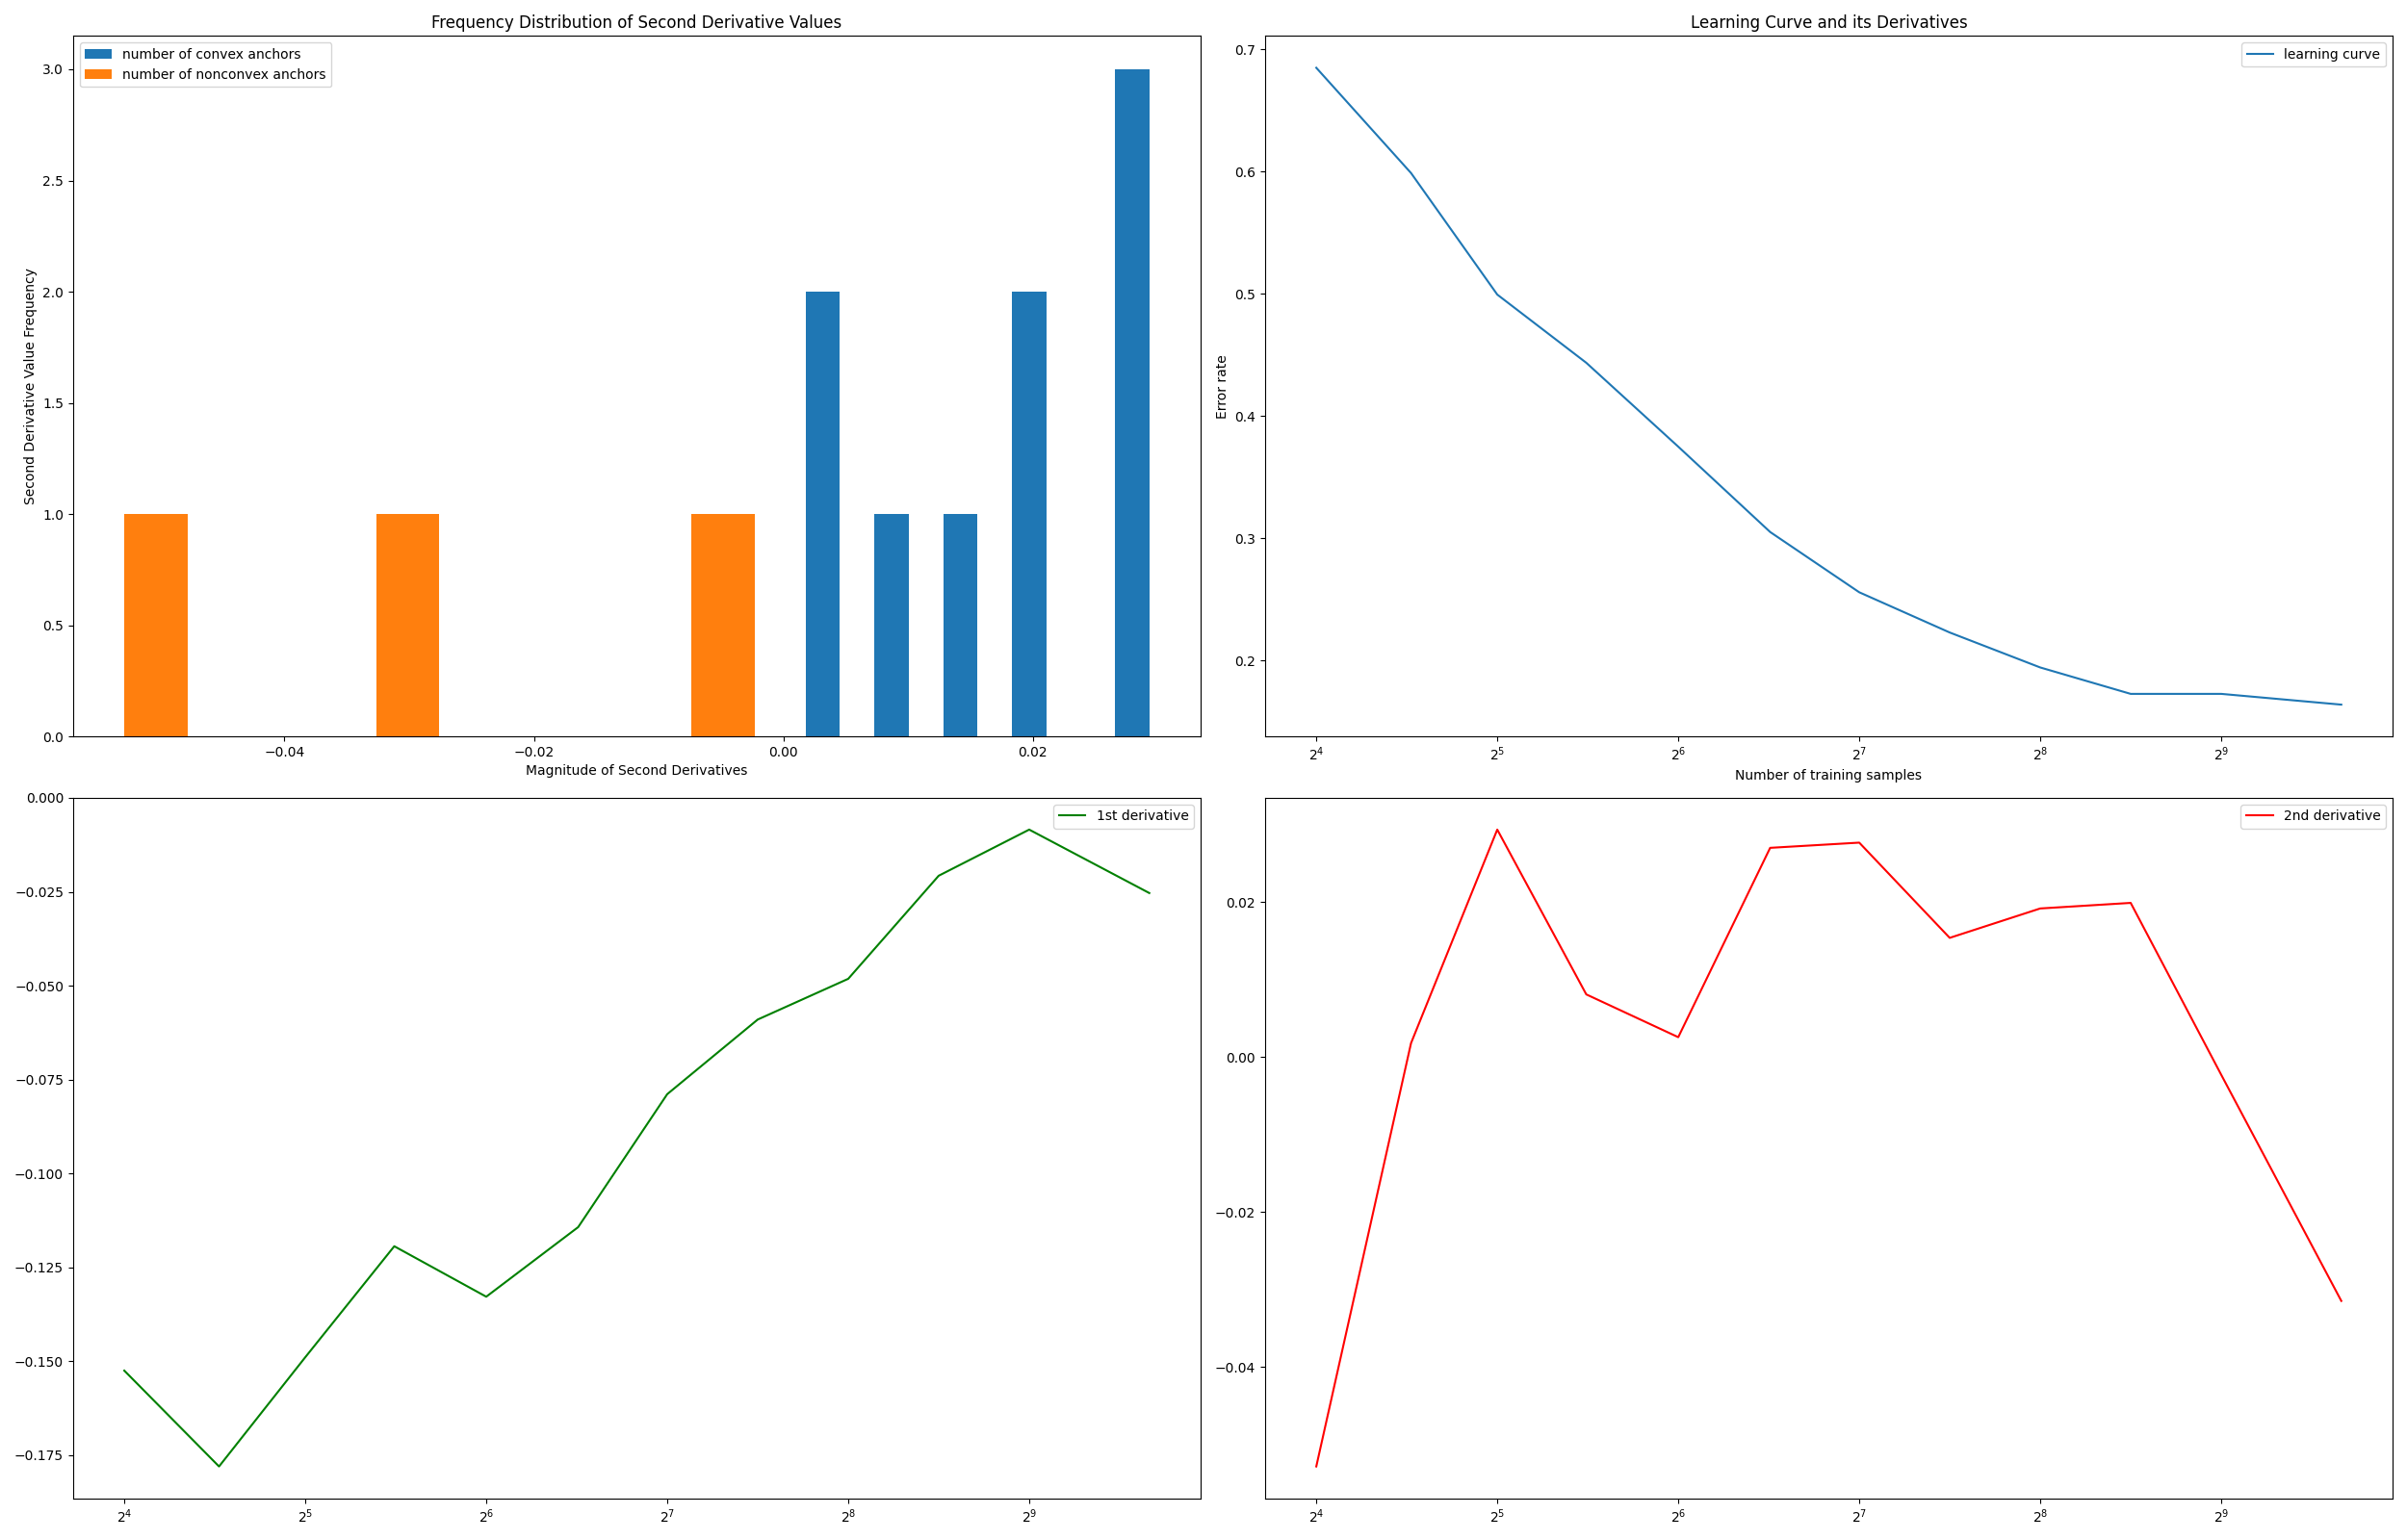 Frequency Distribution of Second Derivative Values
number of convex anchors
number of nonconvex anchors
3.0
2.5
2.0
1.5
1.0
0.5
0.0
Second Derivative Value Frequency
−0.04 −0.02 0.00 0.02
Magnitude of Second Derivatives
Learning Curve and its Derivatives
learning curve
0.7
0.6
0.5
0.4
0.3
0.2
Error rate
2⁴ 2⁵ 2⁶ 2⁷ 2⁸ 2⁹
Number of training samples
1st derivative
0.000
−0.025
−0.050
−0.075
−0.100
−0.125
−0.150
−0.175
2⁴ 2⁵ 2⁶ 2⁷ 2⁸ 2⁹
2nd derivative
0.02
0.00
−0.02
−0.04
2⁴ 2⁵ 2⁶ 2⁷ 2⁸ 2⁹